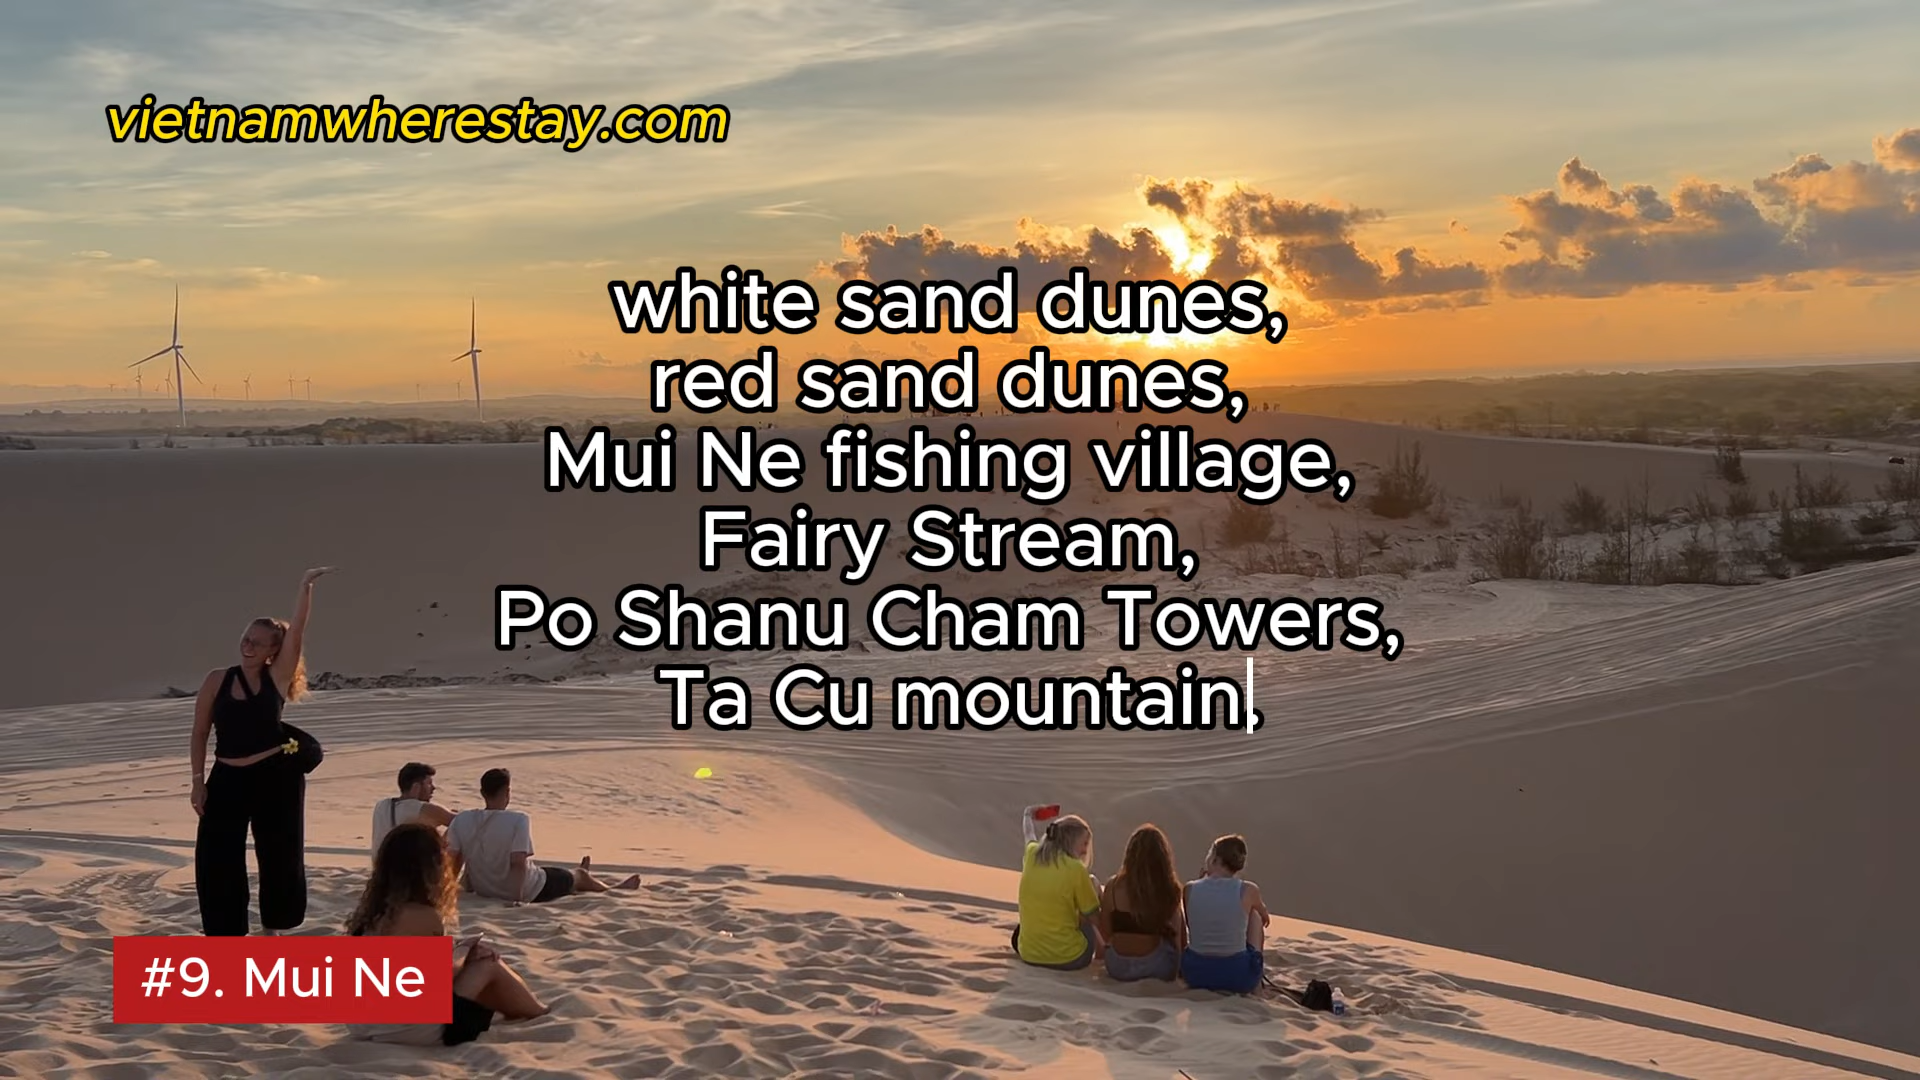 vietnamwherestay.com
white sand dunes,
red sand dunes,
Mui Ne fishing village,
Fairy Stream,
Po Shanu Cham Towers,
Ta Cu mountain.
#9. Mui Ne